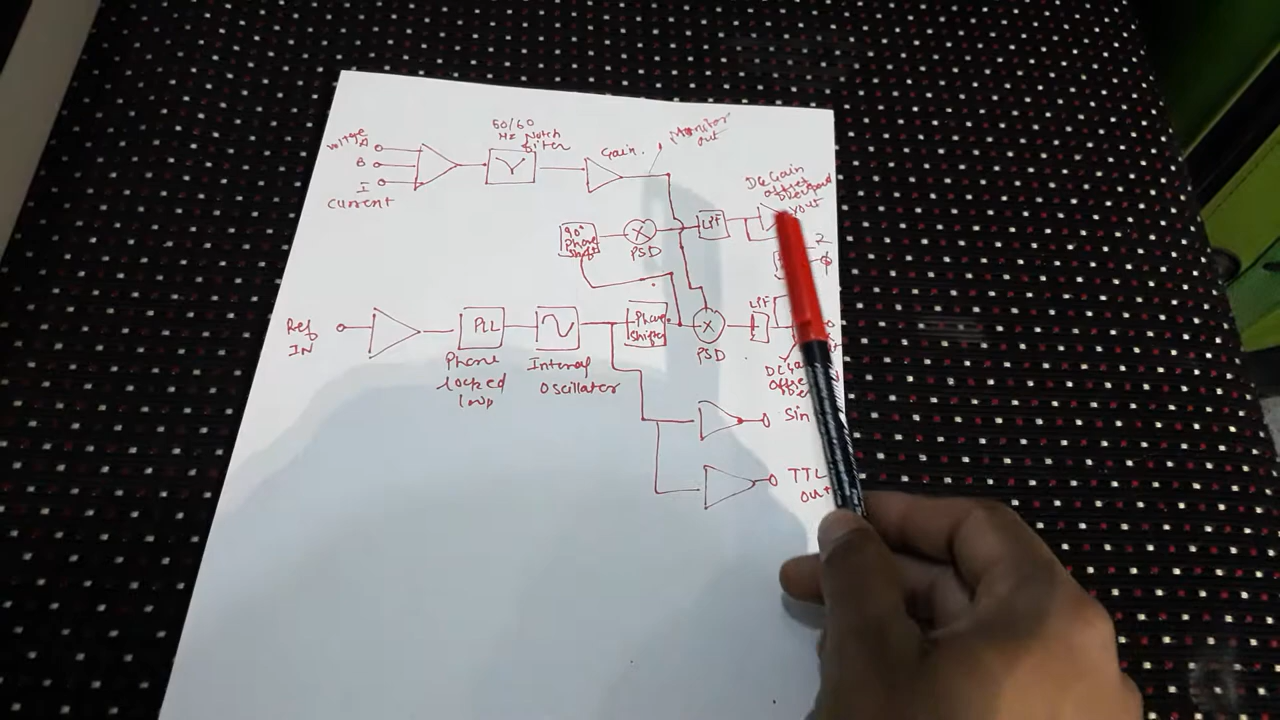 Voltage A
B
I
Current
50/60
Hz Notch
filter
Gain.
Monitor
out
DC Gain
offset
Yout
90°
Phase
Shift
PSD
LPF
R
φ
Ref
IN
PLL
Phase
locked
loop
Internal
Oscillator
Phase
Shifter
PSD
LPF
Sin
TTL
out